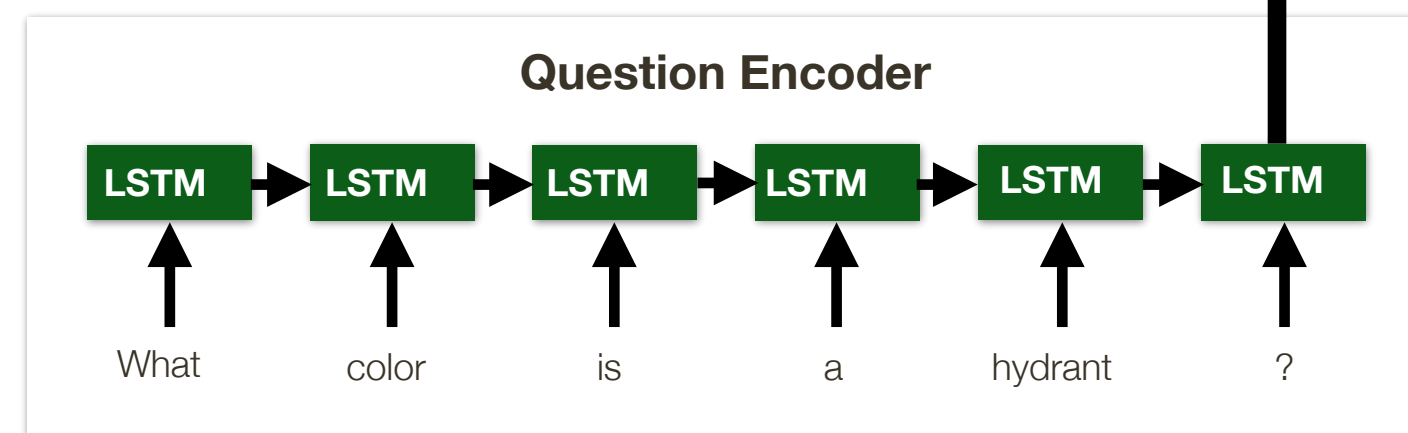 Question Encoder
LSTM LSTM LSTM LSTM LSTM LSTM
What color is a hydrant ?